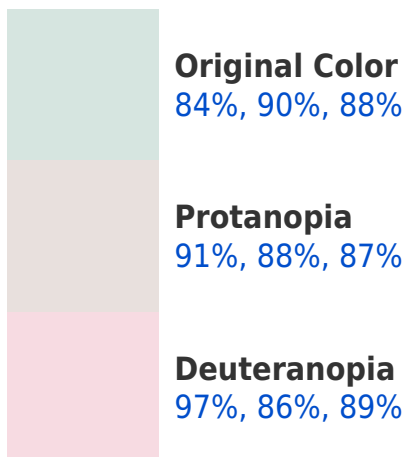 Original Color
84%, 90%, 88%
Protanopia
91%, 88%, 87%
Deuteranopia
97%, 86%, 89%